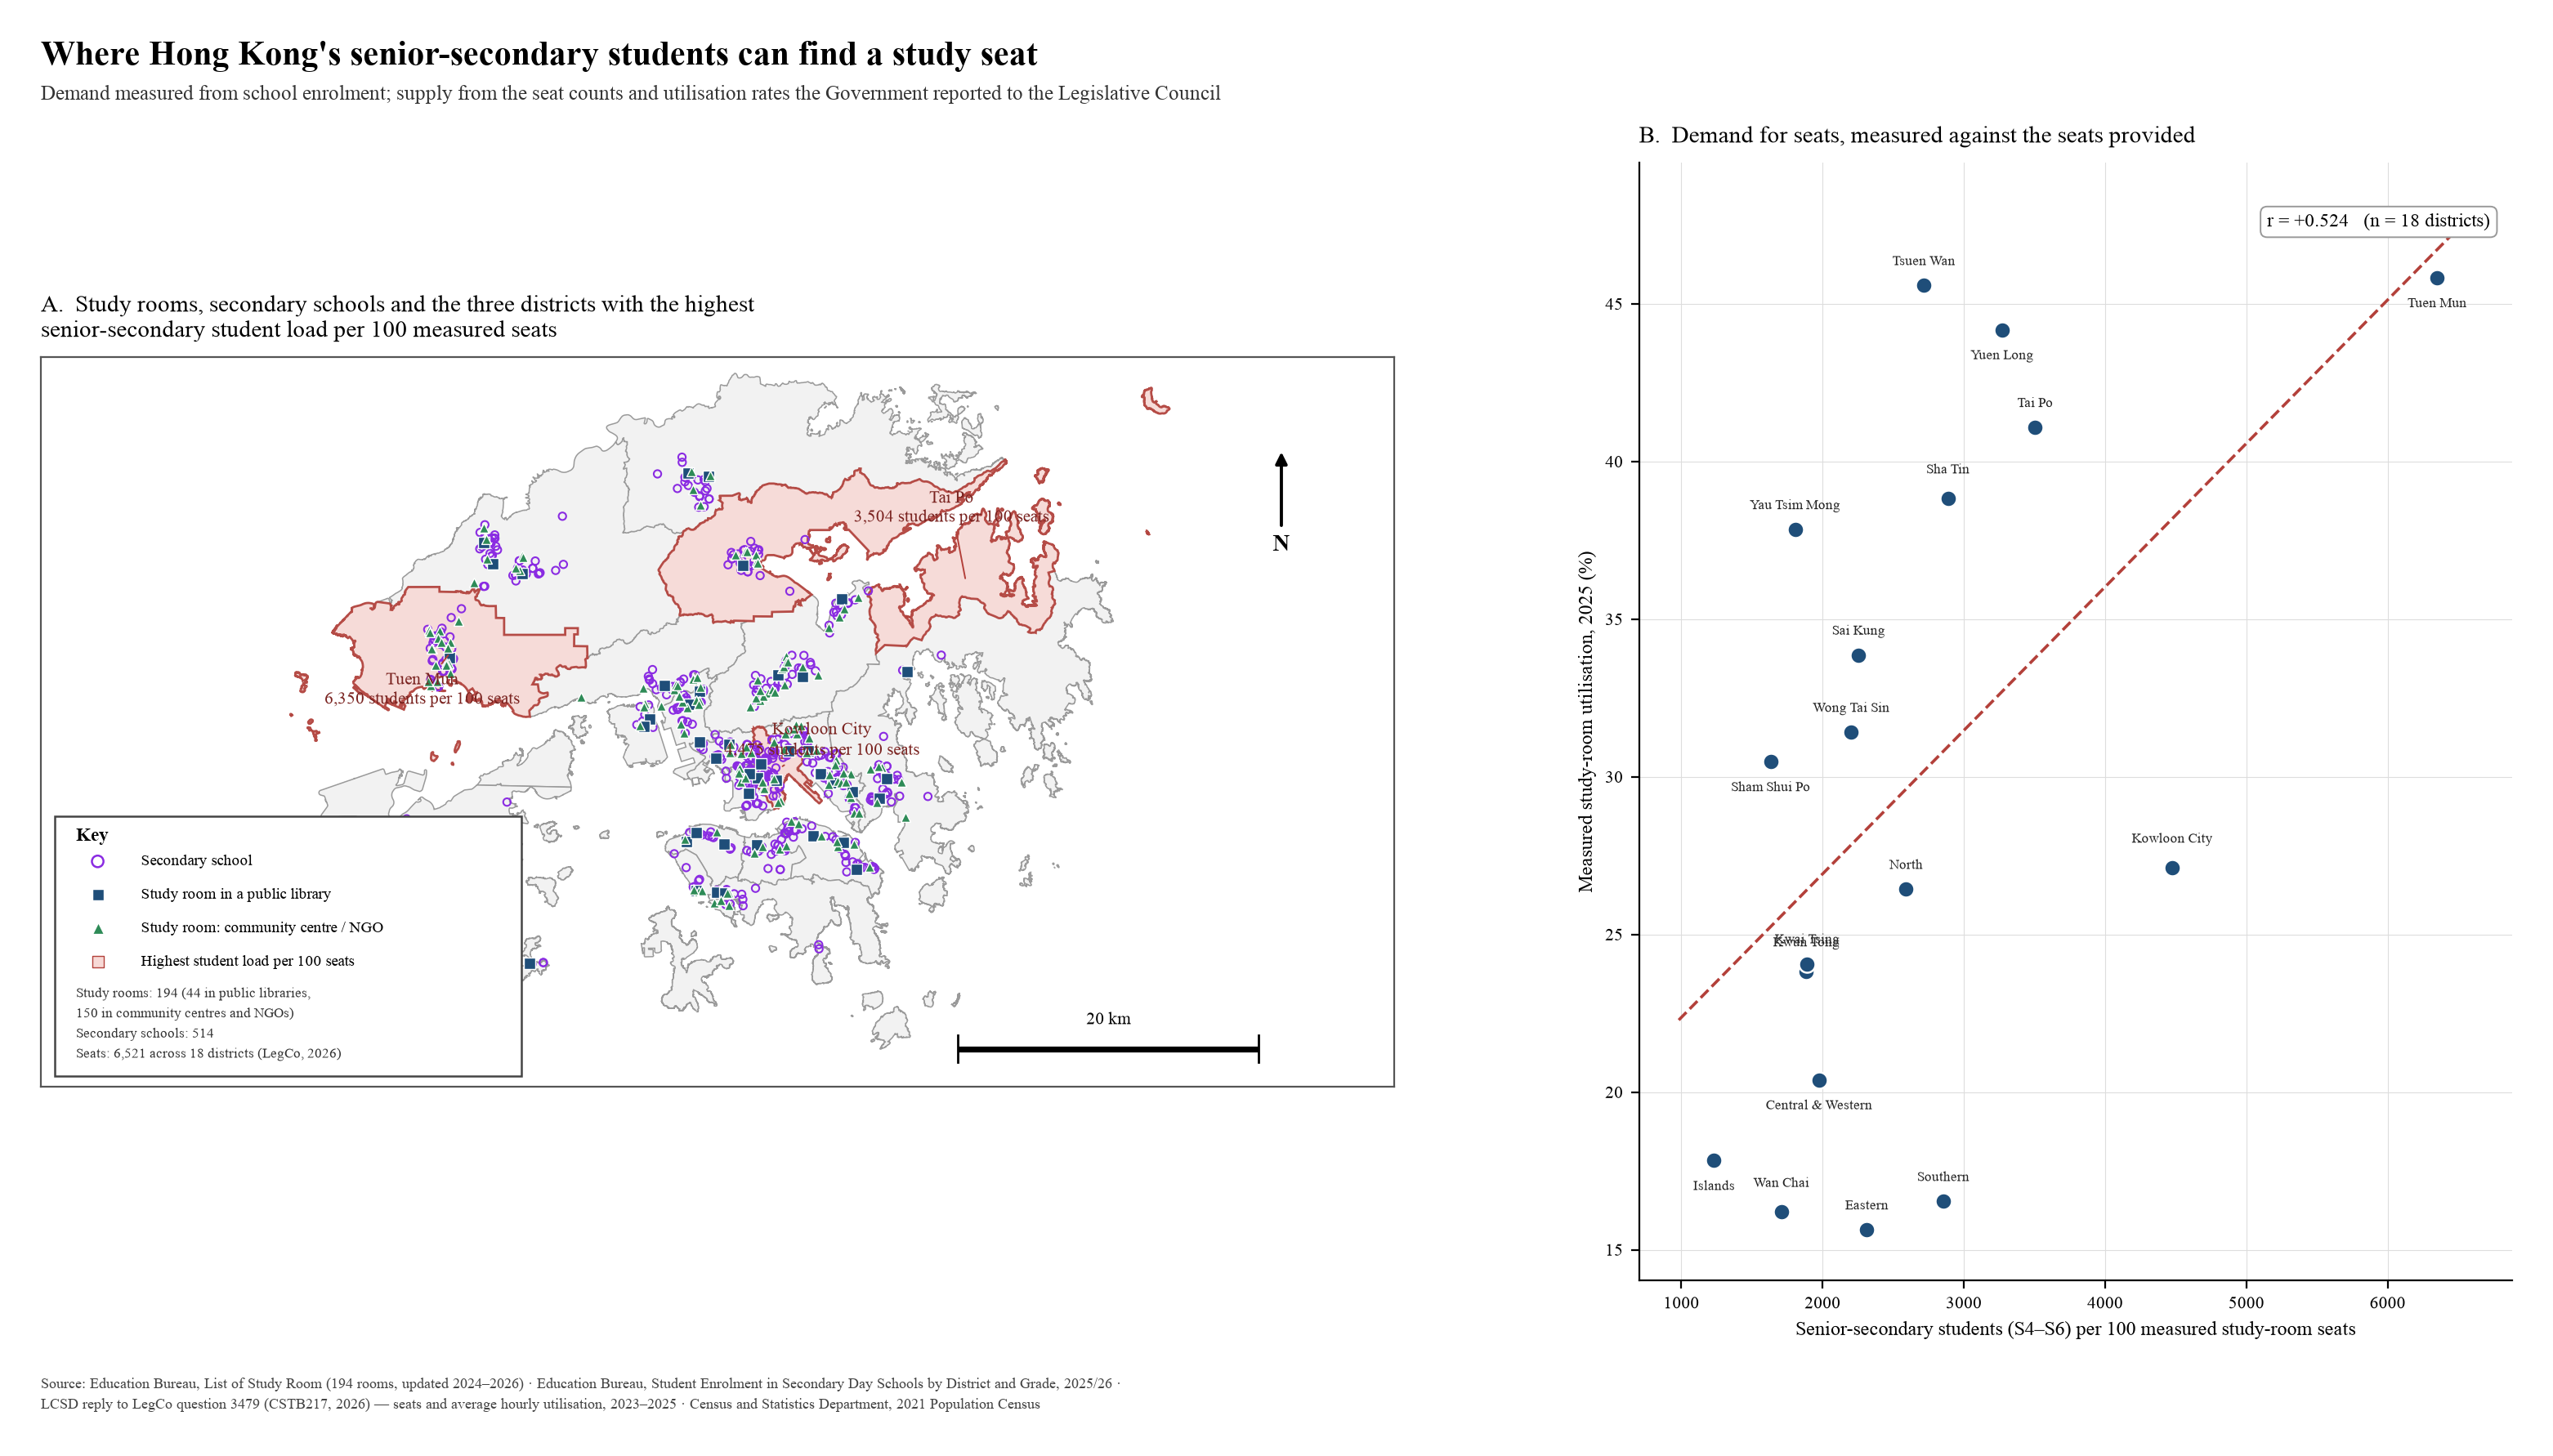 Where Hong Kong's senior-secondary students can find a study seat
Demand measured from school enrolment; supply from the seat counts and utilisation rates the Government reported to the Legislative Council
A. Study rooms, secondary schools and the three districts with the highest
senior-secondary student load per 100 measured seats
Tai Po
3,504 students per 100 seats
N
Tuen Mun
6,350 students per 100 seats
Kowloon City
students per 100 seats
Key
Secondary school
Study room in a public library
Study room: community centre / NGO
Highest student load per 100 seats
Study rooms: 194 (44 in public libraries,
150 in community centres and NGOs)
Secondary schools: 514
Seats: 6,521 across 18 districts (LegCo, 2026)
20 km
B. Demand for seats, measured against the seats provided
r = +0.524 (n = 18 districts)
Tsuen Wan
Tuen Mun
Yuen Long
Tai Po
Sha Tin
Yau Tsim Mong
Sai Kung
Wong Tai Sin
Sham Shui Po
Kowloon City
North
Kwai Tsing
Kwun Tong
Central & Western
Islands
Wan Chai
Southern
Eastern
45
40
35
30
25
20
15
Measured study-room utilisation, 2025 (%)
1000 2000 3000 4000 5000 6000
Senior-secondary students (S4–S6) per 100 measured study-room seats
Source: Education Bureau, List of Study Room (194 rooms, updated 2024–2026) · Education Bureau, Student Enrolment in Secondary Day Schools by District and Grade, 2025/26 ·
LCSD reply to LegCo question 3479 (CSTB217, 2026) — seats and average hourly utilisation, 2023–2025 · Census and Statistics Department, 2021 Population Census